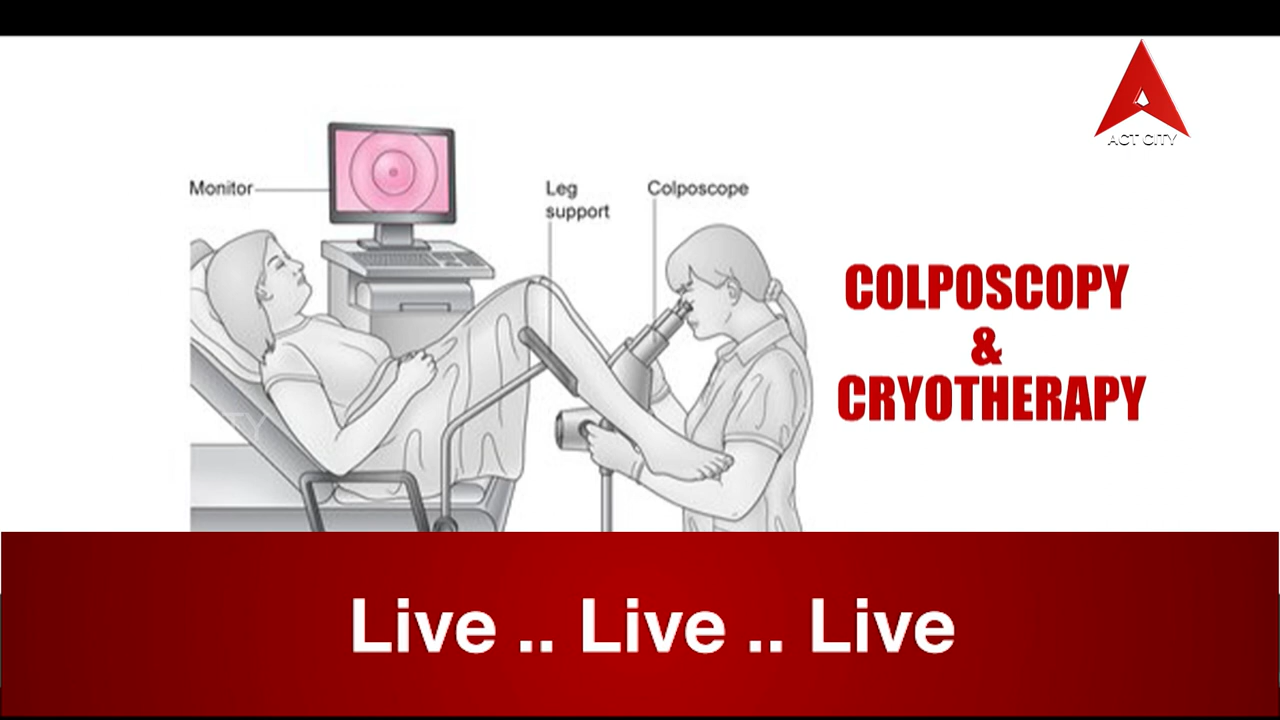 ACT CITY
Monitor
Leg
support
Colposcope
COLPOSCOPY
&
CRYOTHERAPY
Live .. Live .. Live